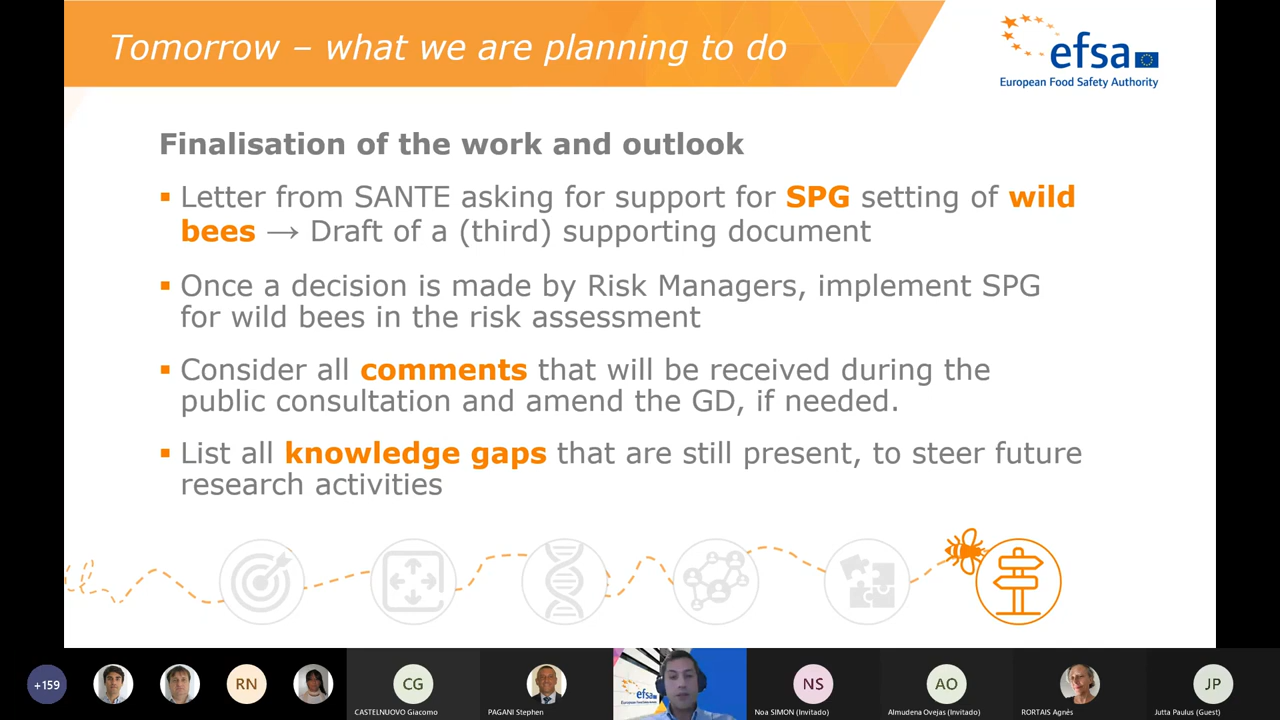 Tomorrow – what we are planning to do
efsa
European Food Safety Authority
Finalisation of the work and outlook
Letter from SANTE asking for support for SPG setting of wild
bees → Draft of a (third) supporting document
Once a decision is made by Risk Managers, implement SPG
for wild bees in the risk assessment
Consider all comments that will be received during the
public consultation and amend the GD, if needed.
List all knowledge gaps that are still present, to steer future
research activities
+159
RN
CG
CASTELNUOVO Giacomo
PAGANI Stephen
efsa
NS
Noa SIMON (Invitado)
AO
Almudena Ovejas (Invitado)
RORTAIS Agnès
JP
Jutta Paulus (Guest)